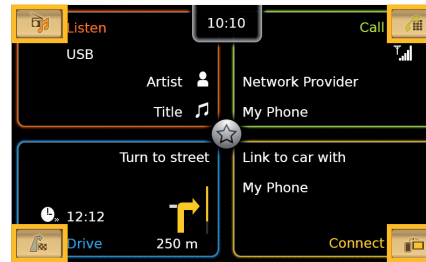 10:10
Listen
USB
Artist
Title
Call
Network Provider
My Phone
Turn to street
12:12
250 m
Drive
Link to car with
My Phone
Connect